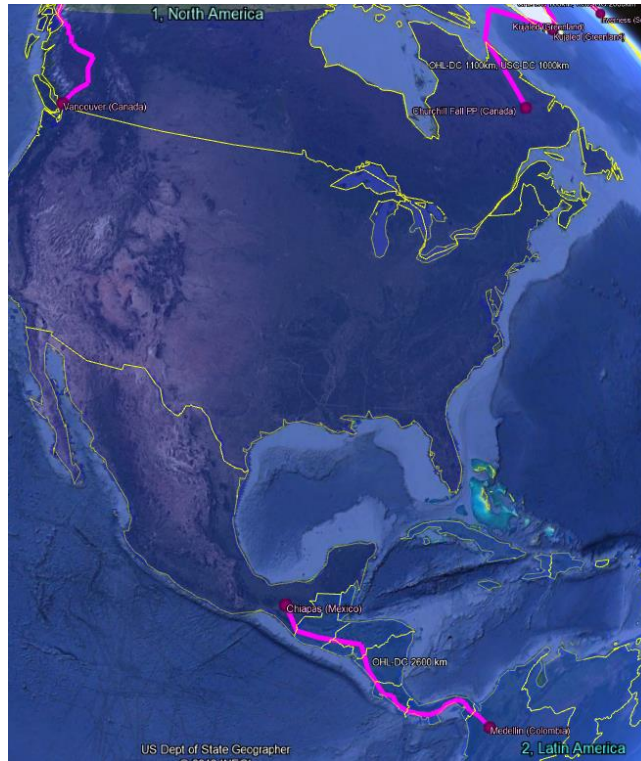 1, North America
Kujalleq (Greenland)
OHL-DC 1100km, USC-DC 1000km
Churchill Fall PP (Canada)
Vancouver (Canada)
Chiapas (Mexico)
OHL-DC 2600 km
Medellin (Colombia)
US Dept of State Geographer
2, Latin America